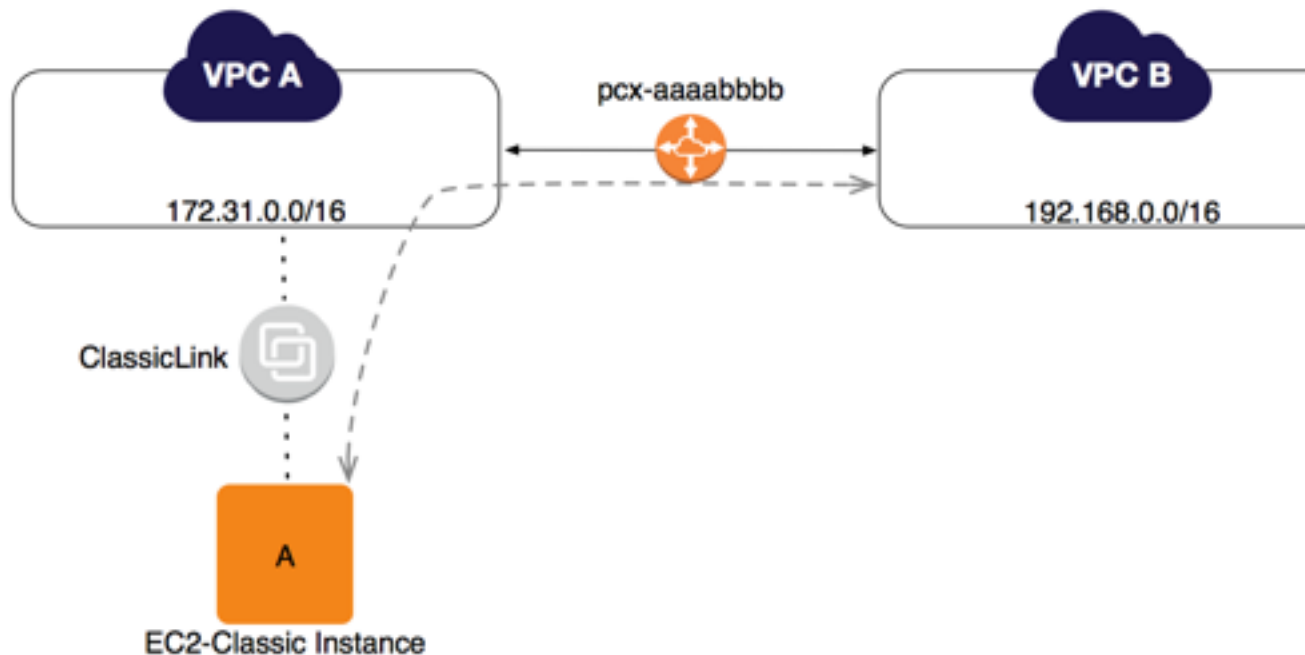 VPC A
VPC B
pcx-aaaabbbb
172.31.0.0/16
192.168.0.0/16
ClassicLink
A
EC2-Classic Instance